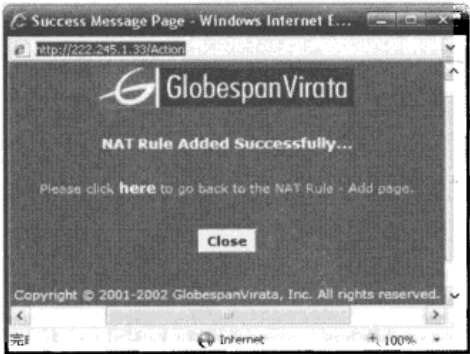 Success Message Page - Windows Internet E...
http://222.245.1.33/Action
GlobespanVirata
NAT Rule Added Successfully...
Please click here to go back to the NAT Rule - Add page.
Close
Copyright © 2001-2002 GlobespanVirata, Inc. All rights reserved.
完
Internet
100%